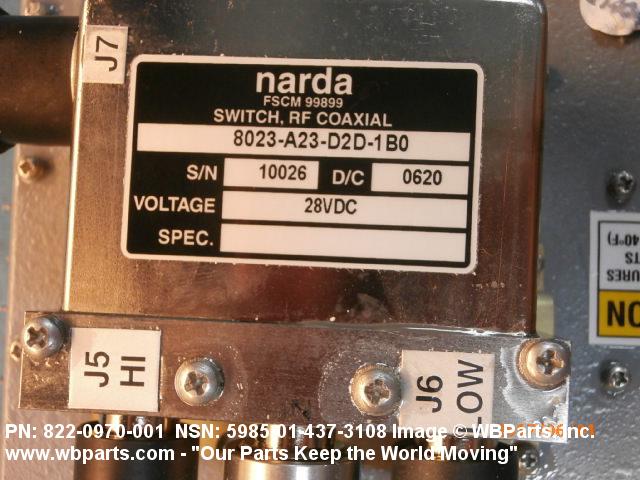 J7
narda
FSCM 99899
SWITCH, RF COAXIAL
8023-A23-D2D-1B0
S/N 10026 D/C 0620
VOLTAGE 28VDC
SPEC.
J5
HI
J6
LOW
40°F)
ON
PN: 822-0970-001 NSN: 5985-01-437-3108 Image © WBParts Inc.
www.wbparts.com - "Our Parts Keep the World Moving"